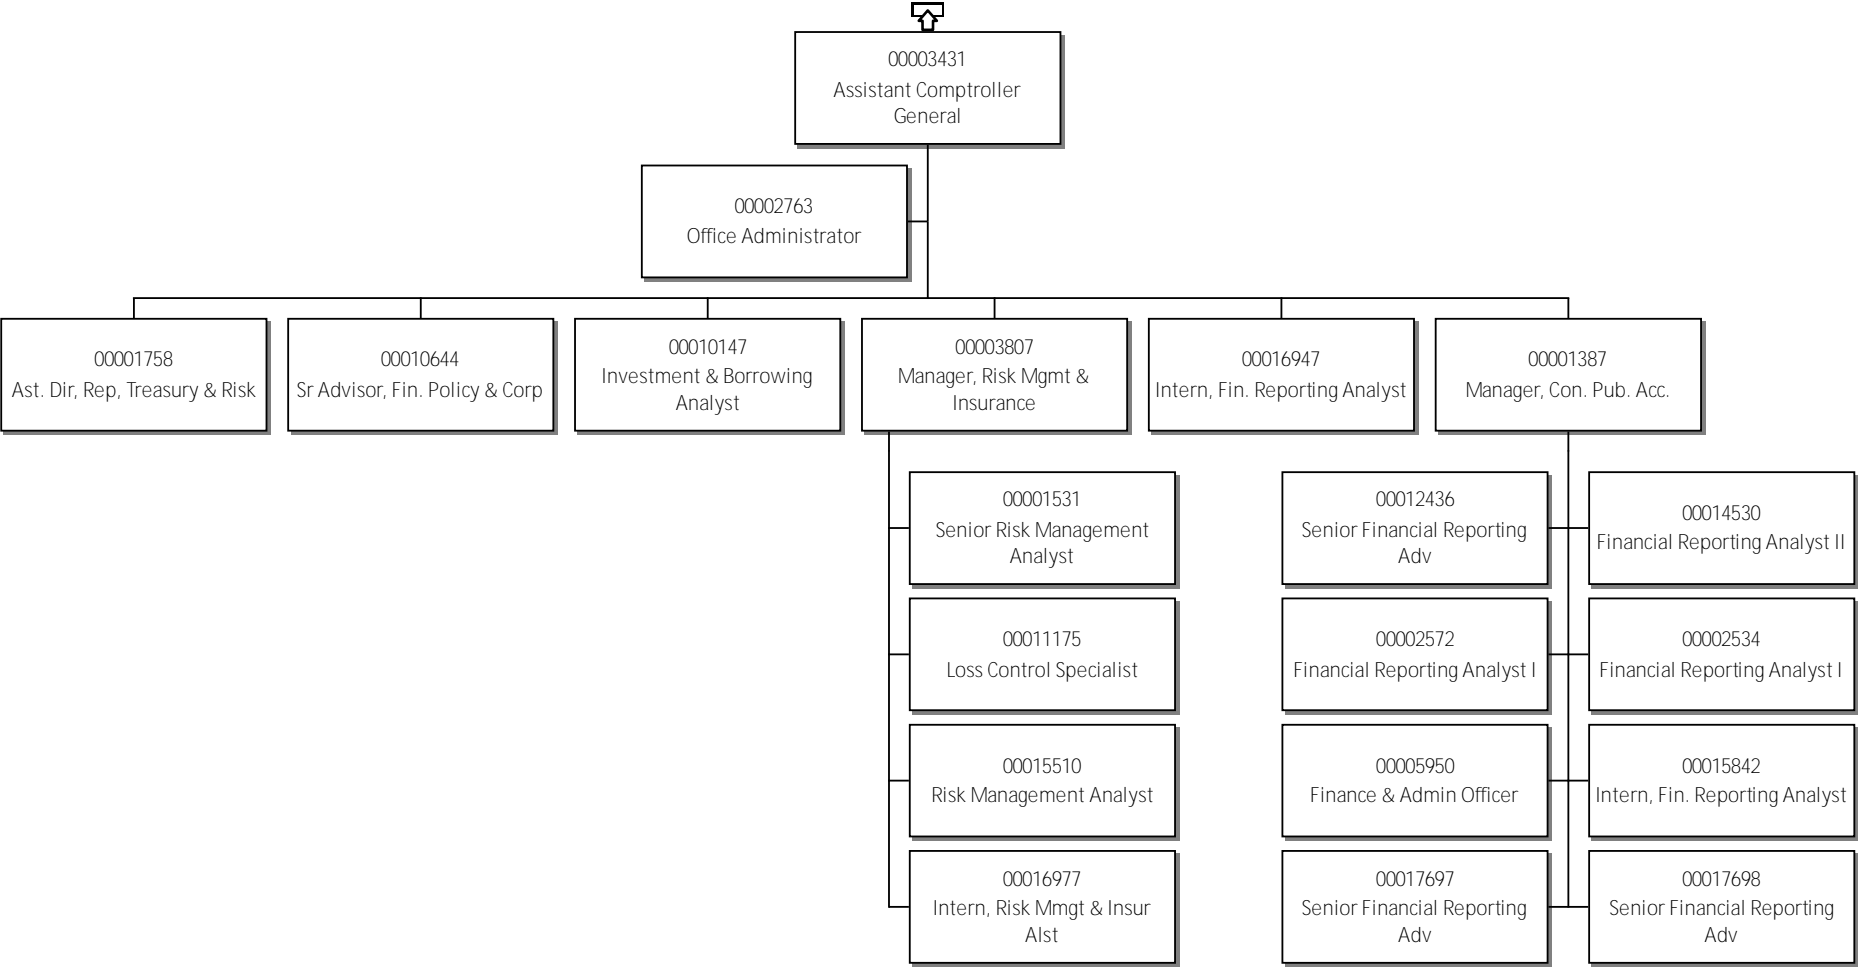 00003431
Assistant Comptroller
General
00002763
Office Administrator
00001758
Ast. Dir, Rep, Treasury & Risk
00010644
Sr Advisor, Fin. Policy & Corp
00010147
Investment & Borrowing
Analyst
00003807
Manager, Risk Mgmt &
Insurance
00016947
Intern, Fin. Reporting Analyst
00001387
Manager, Con. Pub. Acc.
00001531
Senior Risk Management
Analyst
00011175
Loss Control Specialist
00015510
Risk Management Analyst
00016977
Intern, Risk Mmgt & Insur
Alst
00012436
Senior Financial Reporting
Adv
00014530
Financial Reporting Analyst II
00002572
Financial Reporting Analyst I
00002534
Financial Reporting Analyst I
00005950
Finance & Admin Officer
00015842
Intern, Fin. Reporting Analyst
00017697
Senior Financial Reporting
Adv
00017698
Senior Financial Reporting
Adv